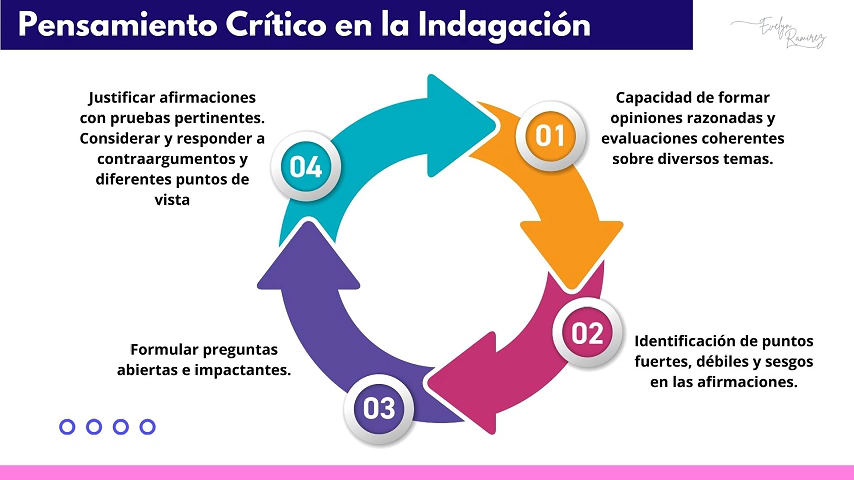 Pensamiento Crítico en la Indagación
Evelyn
Ramirez
01
Capacidad de formar
opiniones razonadas y
evaluaciones coherentes
sobre diversos temas.
02
Identificación de puntos
fuertes, débiles y sesgos
en las afirmaciones.
03
Formular preguntas
abiertas e impactantes.
04
Justificar afirmaciones
con pruebas pertinentes.
Considerar y responder a
contraargumentos y
diferentes puntos de
vista